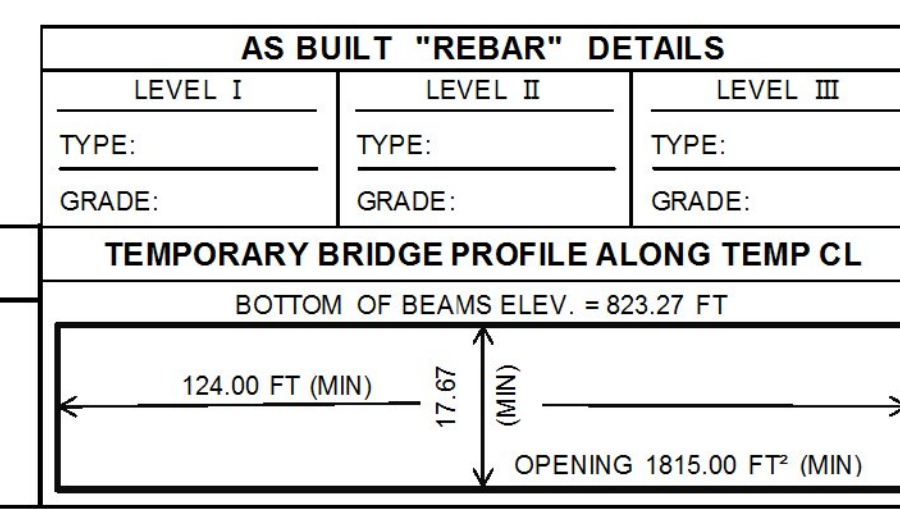 AS BUILT "REBAR" DETAILS
LEVEL I
LEVEL II
LEVEL III
TYPE:
TYPE:
TYPE:
GRADE:
GRADE:
GRADE:
TEMPORARY BRIDGE PROFILE ALONG TEMP CL
BOTTOM OF BEAMS ELEV. = 823.27 FT
124.00 FT (MIN)
17.67 (MIN)
OPENING 1815.00 FT² (MIN)